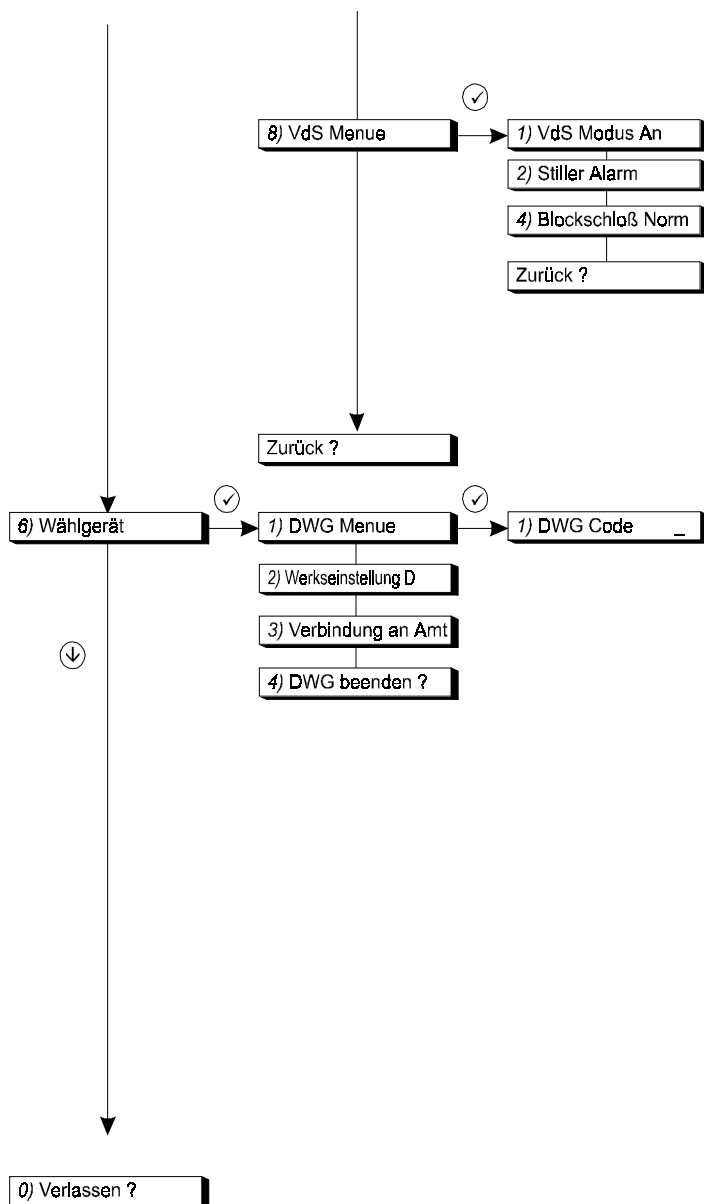 8) VdS Menue
1) VdS Modus An
2) Stiller Alarm
4) Blockschloß Norm
Zurück ?
Zurück ?
6) Wählgerät
1) DWG Menue
1) DWG Code _
2) Werkseinstellung D
3) Verbindung an Amt
4) DWG beenden ?
0) Verlassen ?